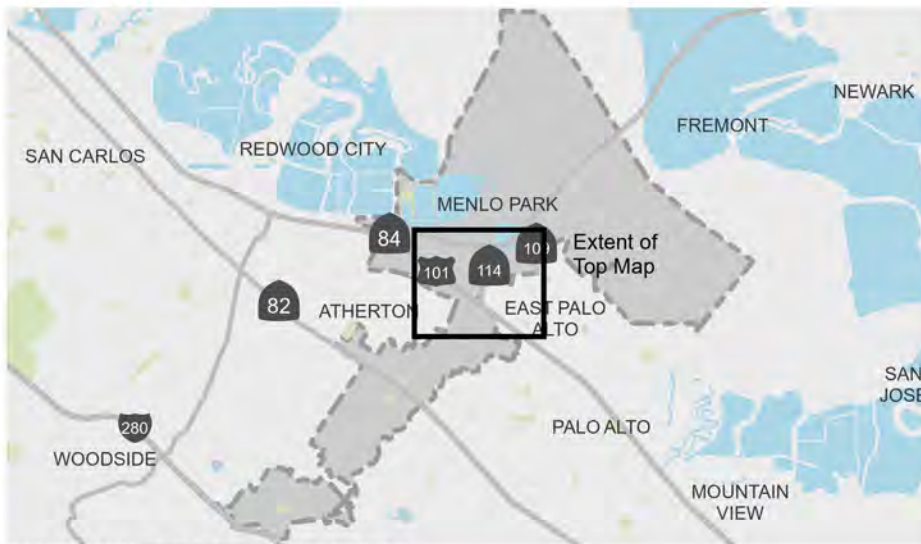 NEWARK
FREMONT
SAN CARLOS
REDWOOD CITY
MENLO PARK
84
109
Extent of
Top Map
101
114
82
ATHERTON
EAST PALO
ALTO
SAN
JOSE
280
WOODSIDE
PALO ALTO
MOUNTAIN
VIEW